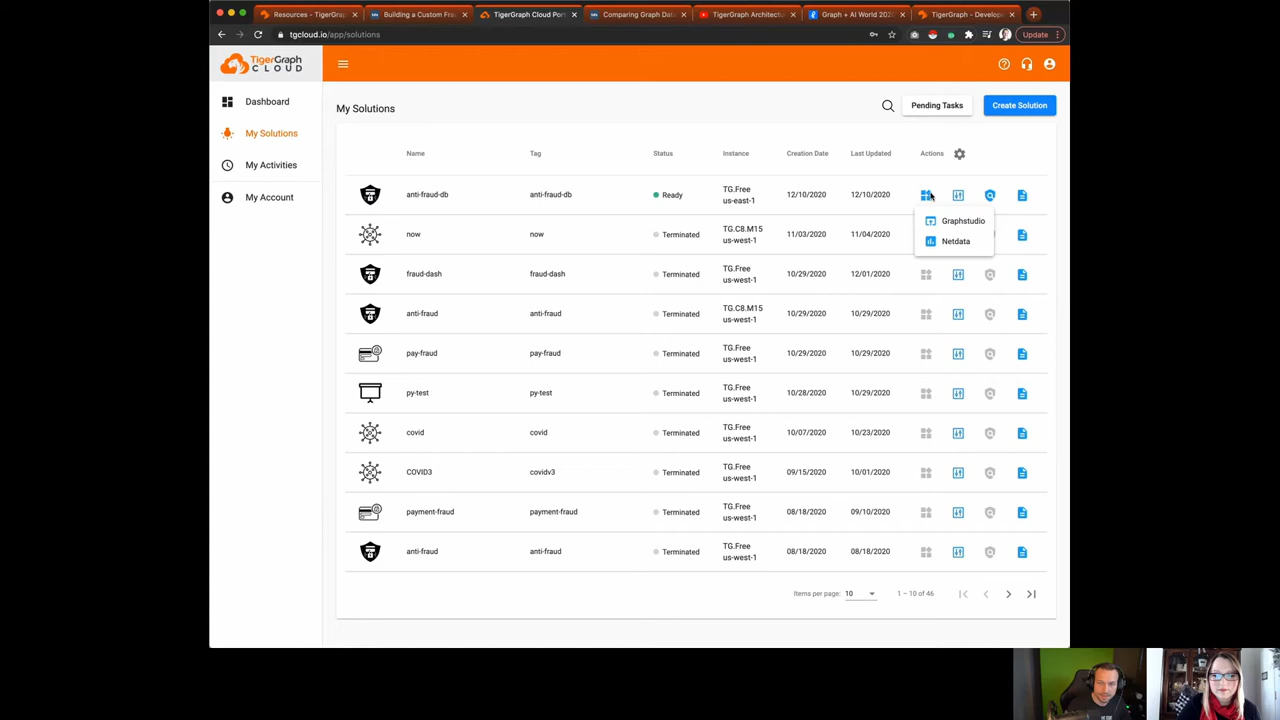 Resources - TigerGraph | Building a Custom Fra | TigerGraph Cloud Por | Comparing Graph Dat | TigerGraph Architectu | Graph + AI World 202 | TigerGraph - Develope
tgcloud.io/app/solutions Update
TigerGraph
CLOUD
Dashboard
My Solutions
My Activities
My Account
My Solutions Pending Tasks Create Solution
Name Tag Status Instance Creation Date Last Updated Actions
anti-fraud-db anti-fraud-db Ready TG.Free us-east-1 12/10/2020 12/10/2020
Graphstudio
Netdata
now now Terminated TG.C8.M15 us-west-1 11/03/2020 11/04/2020
fraud-dash fraud-dash Terminated TG.Free us-west-1 10/29/2020 12/01/2020
anti-fraud anti-fraud Terminated TG.C8.M15 us-west-1 10/29/2020 10/29/2020
pay-fraud pay-fraud Terminated TG.Free us-west-1 10/29/2020 10/29/2020
py-test py-test Terminated TG.Free us-west-1 10/28/2020 10/29/2020
covid covid Terminated TG.Free us-west-1 10/07/2020 10/23/2020
COVID3 covidv3 Terminated TG.Free us-west-1 09/15/2020 10/01/2020
payment-fraud payment-fraud Terminated TG.Free us-west-1 08/18/2020 09/10/2020
anti-fraud anti-fraud Terminated TG.Free us-west-1 08/18/2020 08/18/2020
Items per page: 10 1 – 10 of 46